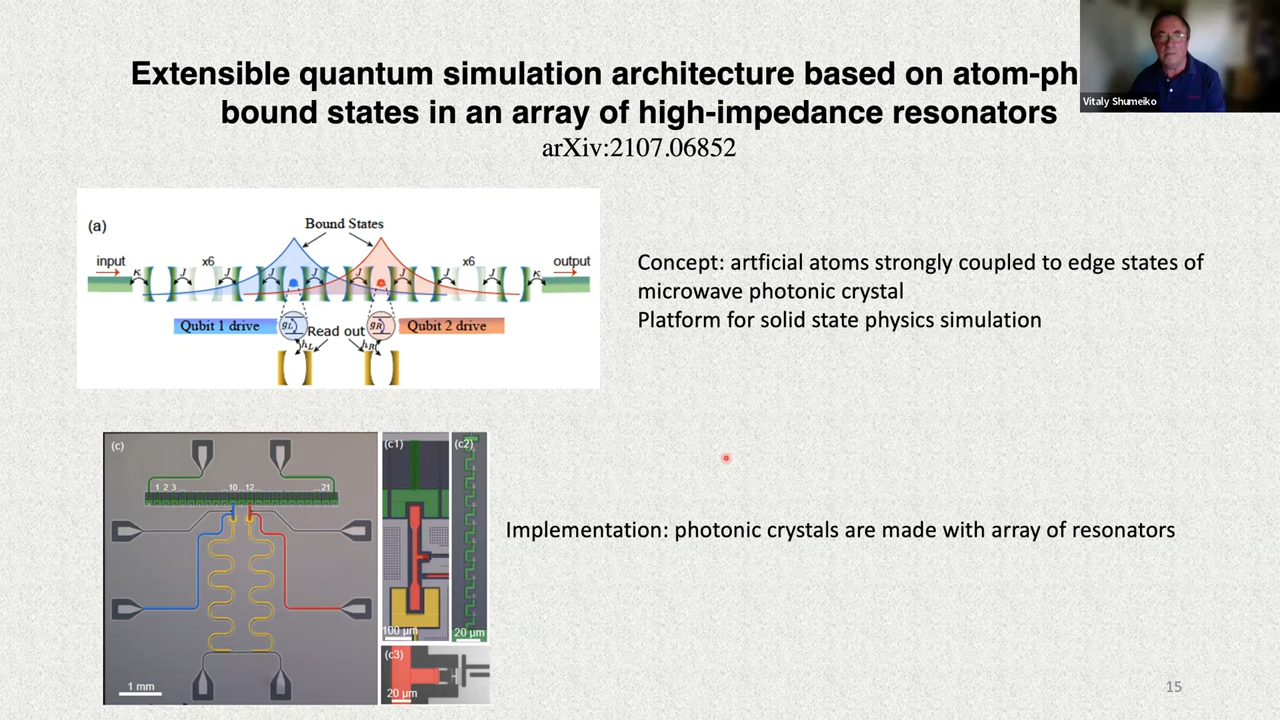 Extensible quantum simulation architecture based on atom-ph
bound states in an array of high-impedance resonators
arXiv:2107.06852
Vitaly Shumeiko
(a)
Bound States
input
κ
J
x6
J
J
J
J
J
J
x6
J
κ
output
Qubit 1 drive
gL
Read out
gR
Qubit 2 drive
hL
hR
Concept: artficial atoms strongly coupled to edge states of
microwave photonic crystal
Platform for solid state physics simulation
(c)
1 2 3
10
12
21
1 mm
(c1)
100 μm
(c2)
20 μm
(c3)
20 μm
Implementation: photonic crystals are made with array of resonators
15